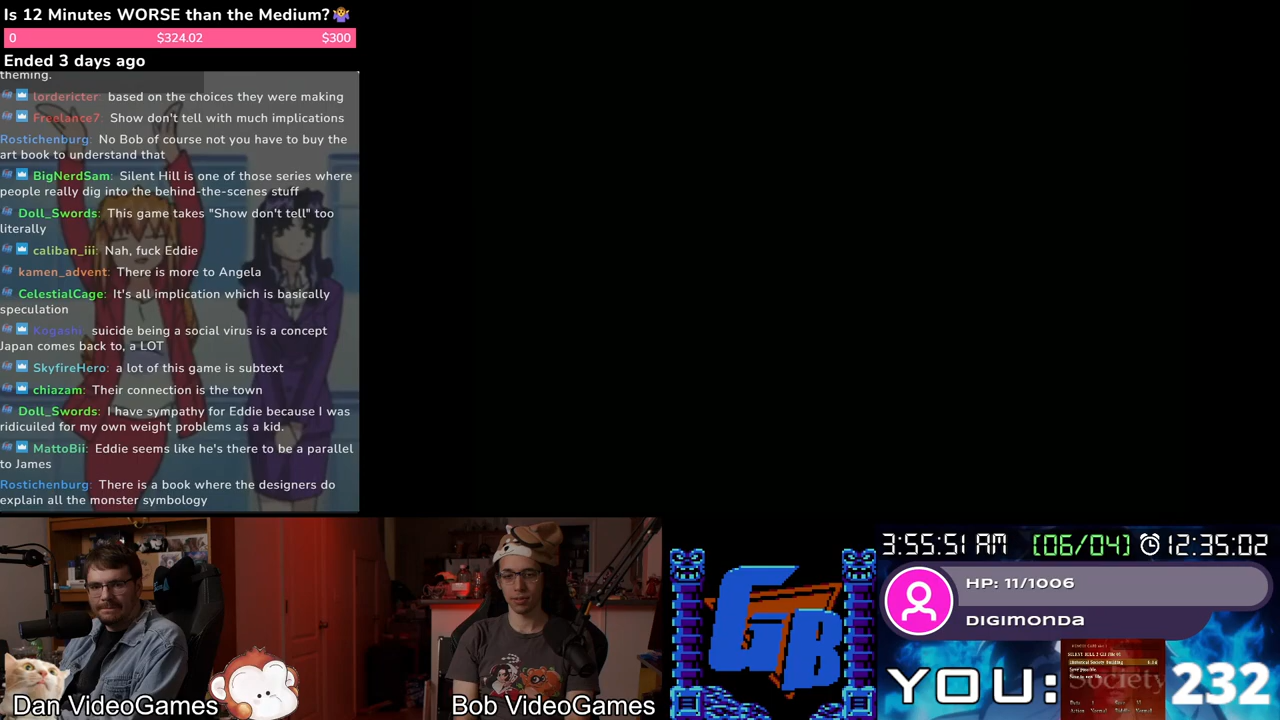 Is 12 Minutes WORSE than the Medium?🤷‍♀️
0 $324.02 $300
Ended 3 days ago
theming.
lordericter: based on the choices they were making
Freelance7: Show don't tell with much implications
Rostichenburg: No Bob of course not you have to buy the
art book to understand that
BigNerdSam: Silent Hill is one of those series where
people really dig into the behind-the-scenes stuff
Doll_Swords: This game takes "Show don't tell" too
literally
caliban_iii: Nah, fuck Eddie
kamen_advent: There is more to Angela
CelestialCage: It's all implication which is basically
speculation
Kogashi: suicide being a social virus is a concept
Japan comes back to, a LOT
SkyfireHero: a lot of this game is subtext
chiazam: Their connection is the town
Doll_Swords: I have sympathy for Eddie because I was
ridiculed for my own weight problems as a kid.
MattoBii: Eddie seems like he's there to be a parallel
to James
Rostichenburg: There is a book where the designers do
explain all the monster symbology
Dan VideoGames
Bob VideoGames
GB
3:55:51 AM [06/04] 12:35:02
HP: 11/1006
DIGIMONDA
YOU: 232
Society